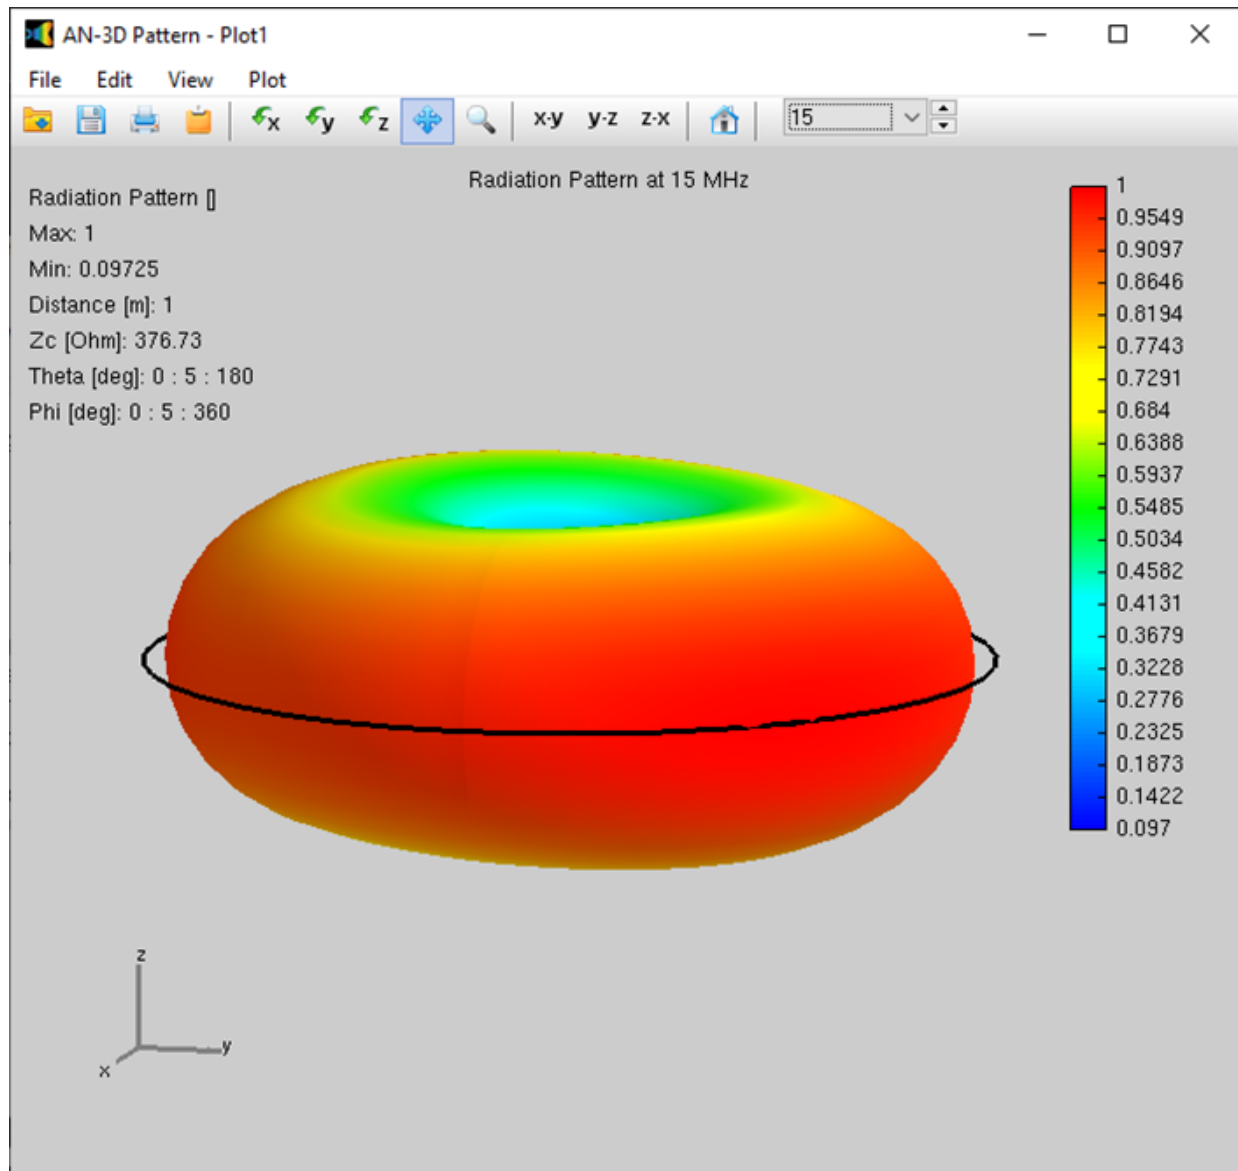 AN-3D Pattern - Plot1
File Edit View Plot
x y z x-y y-z z-x 15
Radiation Pattern at 15 MHz
Radiation Pattern []
Max: 1
Min: 0.09725
Distance [m]: 1
Zc [Ohm]: 376.73
Theta [deg]: 0 : 5 : 180
Phi [deg]: 0 : 5 : 360
1
0.9549
0.9097
0.8646
0.8194
0.7743
0.7291
0.684
0.6388
0.5937
0.5485
0.5034
0.4582
0.4131
0.3679
0.3228
0.2776
0.2325
0.1873
0.1422
0.097
z
y
x